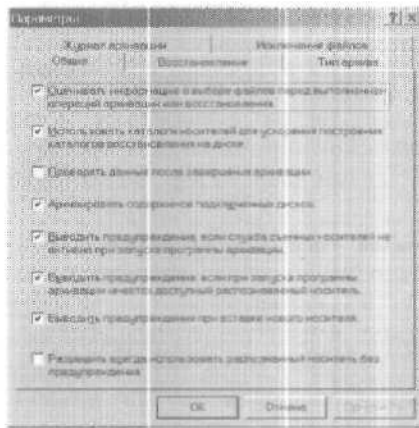 Параметры
Журнал архивации Исключение файлов
Общие Восстановление Тип архива
Оценивать информацию о выборе файлов перед выполнением
операций архивации или восстановления.
Использовать каталоги носителей для ускорения построения
каталогов восстановления на диске.
Проверять данные после завершения архивации.
Архивировать содержимое подключенных дисков.
Выводить предупреждение, если служба съемных носителей не
активна при запуске программы архивации.
Выводить предупреждение, если при запуске программы
архивации имеется доступный распознаваемый носитель.
Выводить предупреждение при вставке нового носителя.
Разрешить всегда использовать распознанный носитель без
предупреждения.
OK Отмена